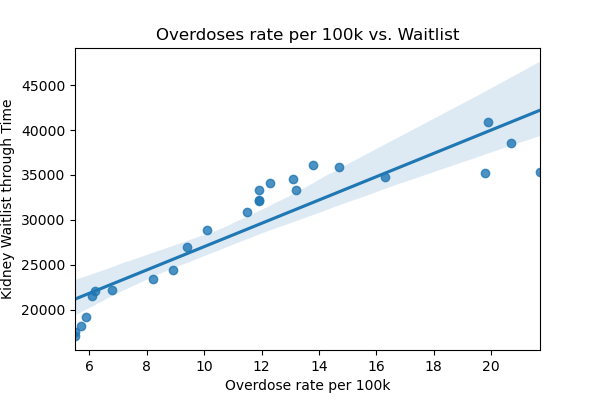 Overdoses rate per 100k vs. Waitlist
Kidney Waitlist through Time
45000
40000
35000
30000
25000
20000
6 8 10 12 14 16 18 20
Overdose rate per 100k